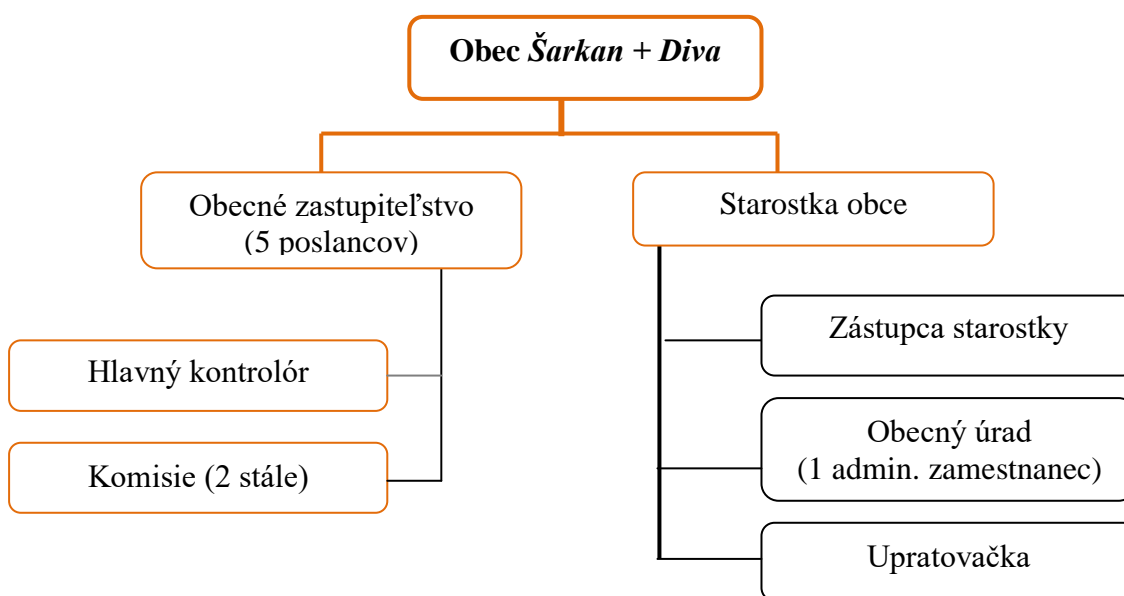 Obec Šarkan + Diva
Obecné zastupiteľstvo
(5 poslancov)
Starostka obce
Hlavný kontrolór
Komisie (2 stále)
Zástupca starostky
Obecný úrad
(1 admin. zamestnanec)
Upratovačka